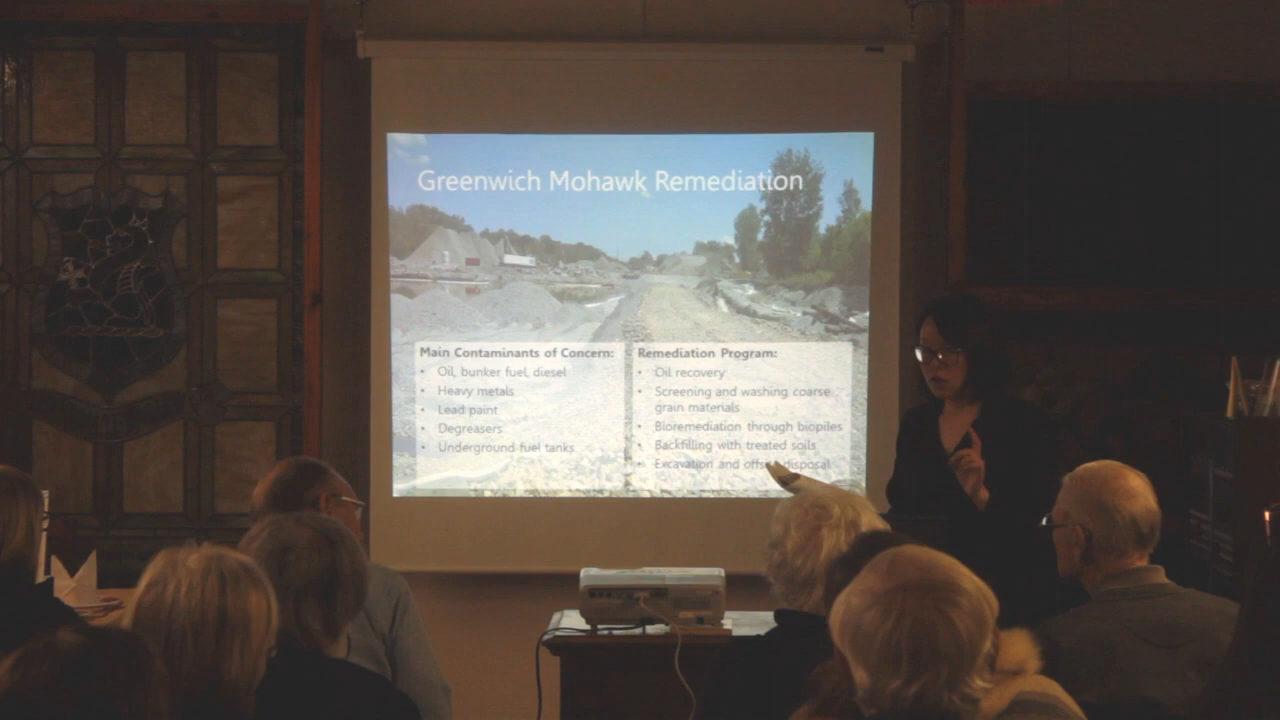 Greenwich Mohawk Remediation
Main Contaminants of Concern:
• Oil, bunker fuel, diesel
• Heavy metals
• Lead paint
• Degreasers
• Underground fuel tanks
Remediation Program:
• Oil recovery
• Screening and washing coarse
grain materials
• Bioremediation through biopiles
• Backfilling with treated soils
• Excavation and disposal